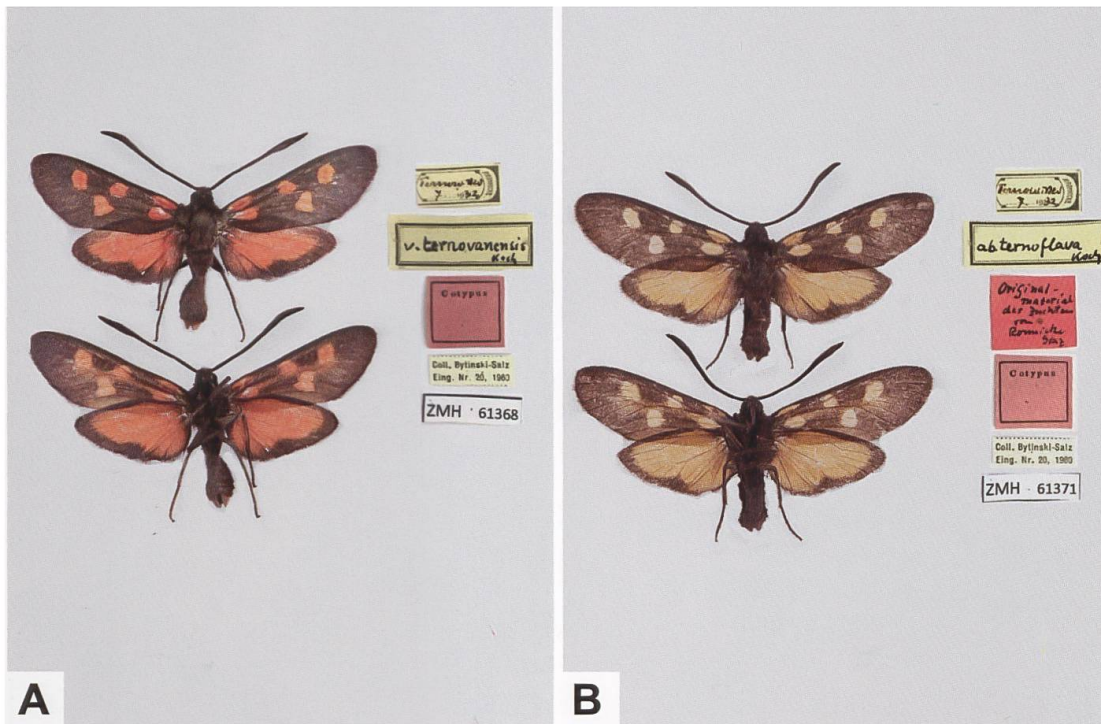 v. ternovanensis
Koch
Cotypus
Coll. Bytinski-Salz
Eing. Nr. 20, 1960
ZMH 61368
A
ab ternoflava
Koch
Original-
material
der Zuchten
von
Cotypus
Coll. Bytinski-Salz
Eing. Nr. 20, 1960
ZMH 61371
B